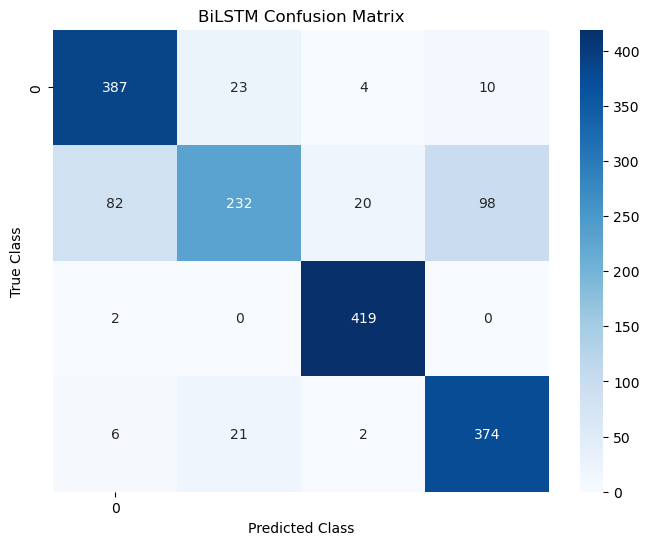 BiLSTM Confusion Matrix
0 387 23 4 10
82 232 20 98
2 0 419 0
6 21 2 374
0
True Class
Predicted Class
400
350
300
250
200
150
100
50
0